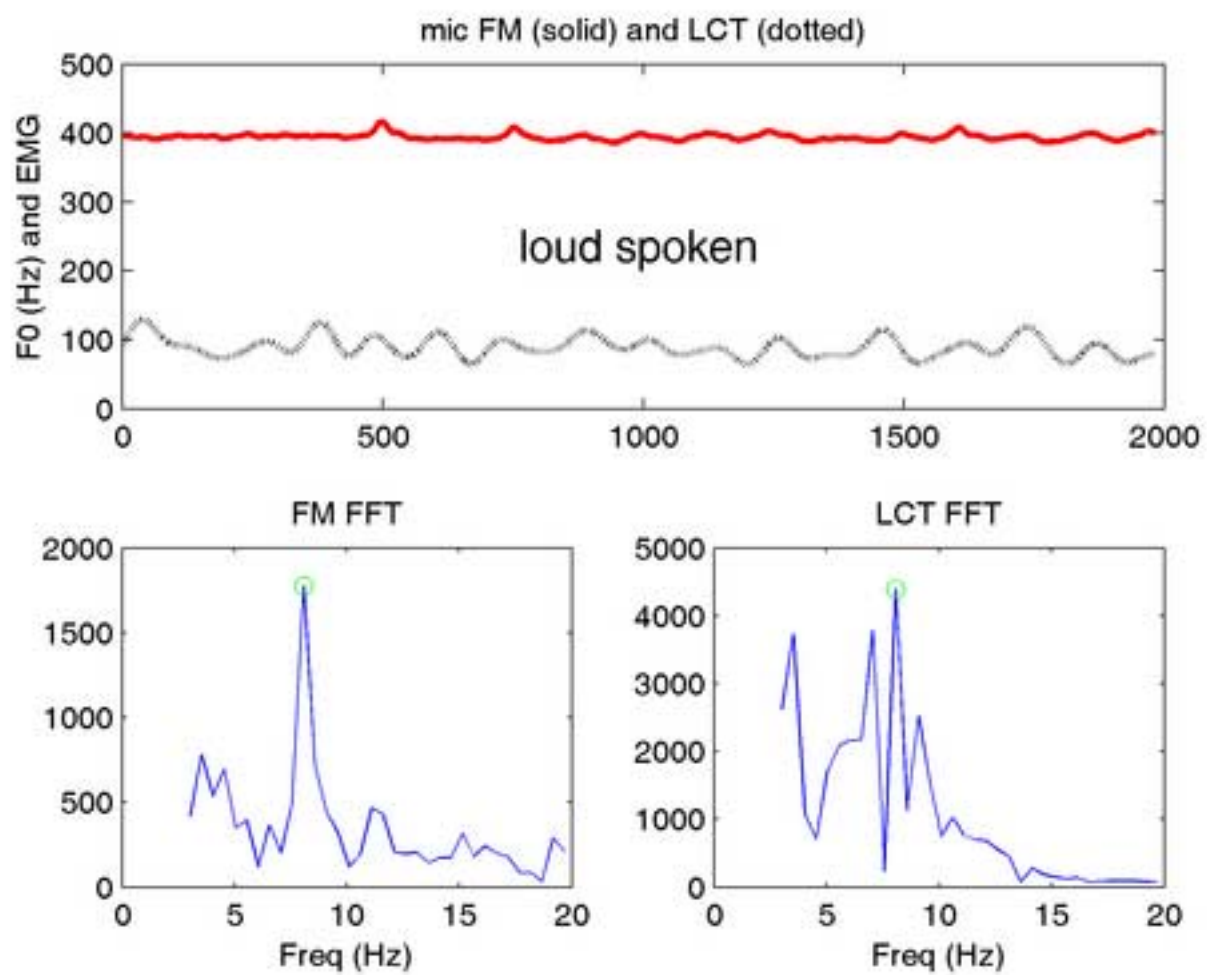 mic FM (solid) and LCT (dotted)
500
400
300
200
100
0
F0 (Hz) and EMG
loud spoken
0 500 1000 1500 2000
FM FFT
2000
1500
1000
500
0
0 5 10 15 20
Freq (Hz)
LCT FFT
5000
4000
3000
2000
1000
0
0 5 10 15 20
Freq (Hz)